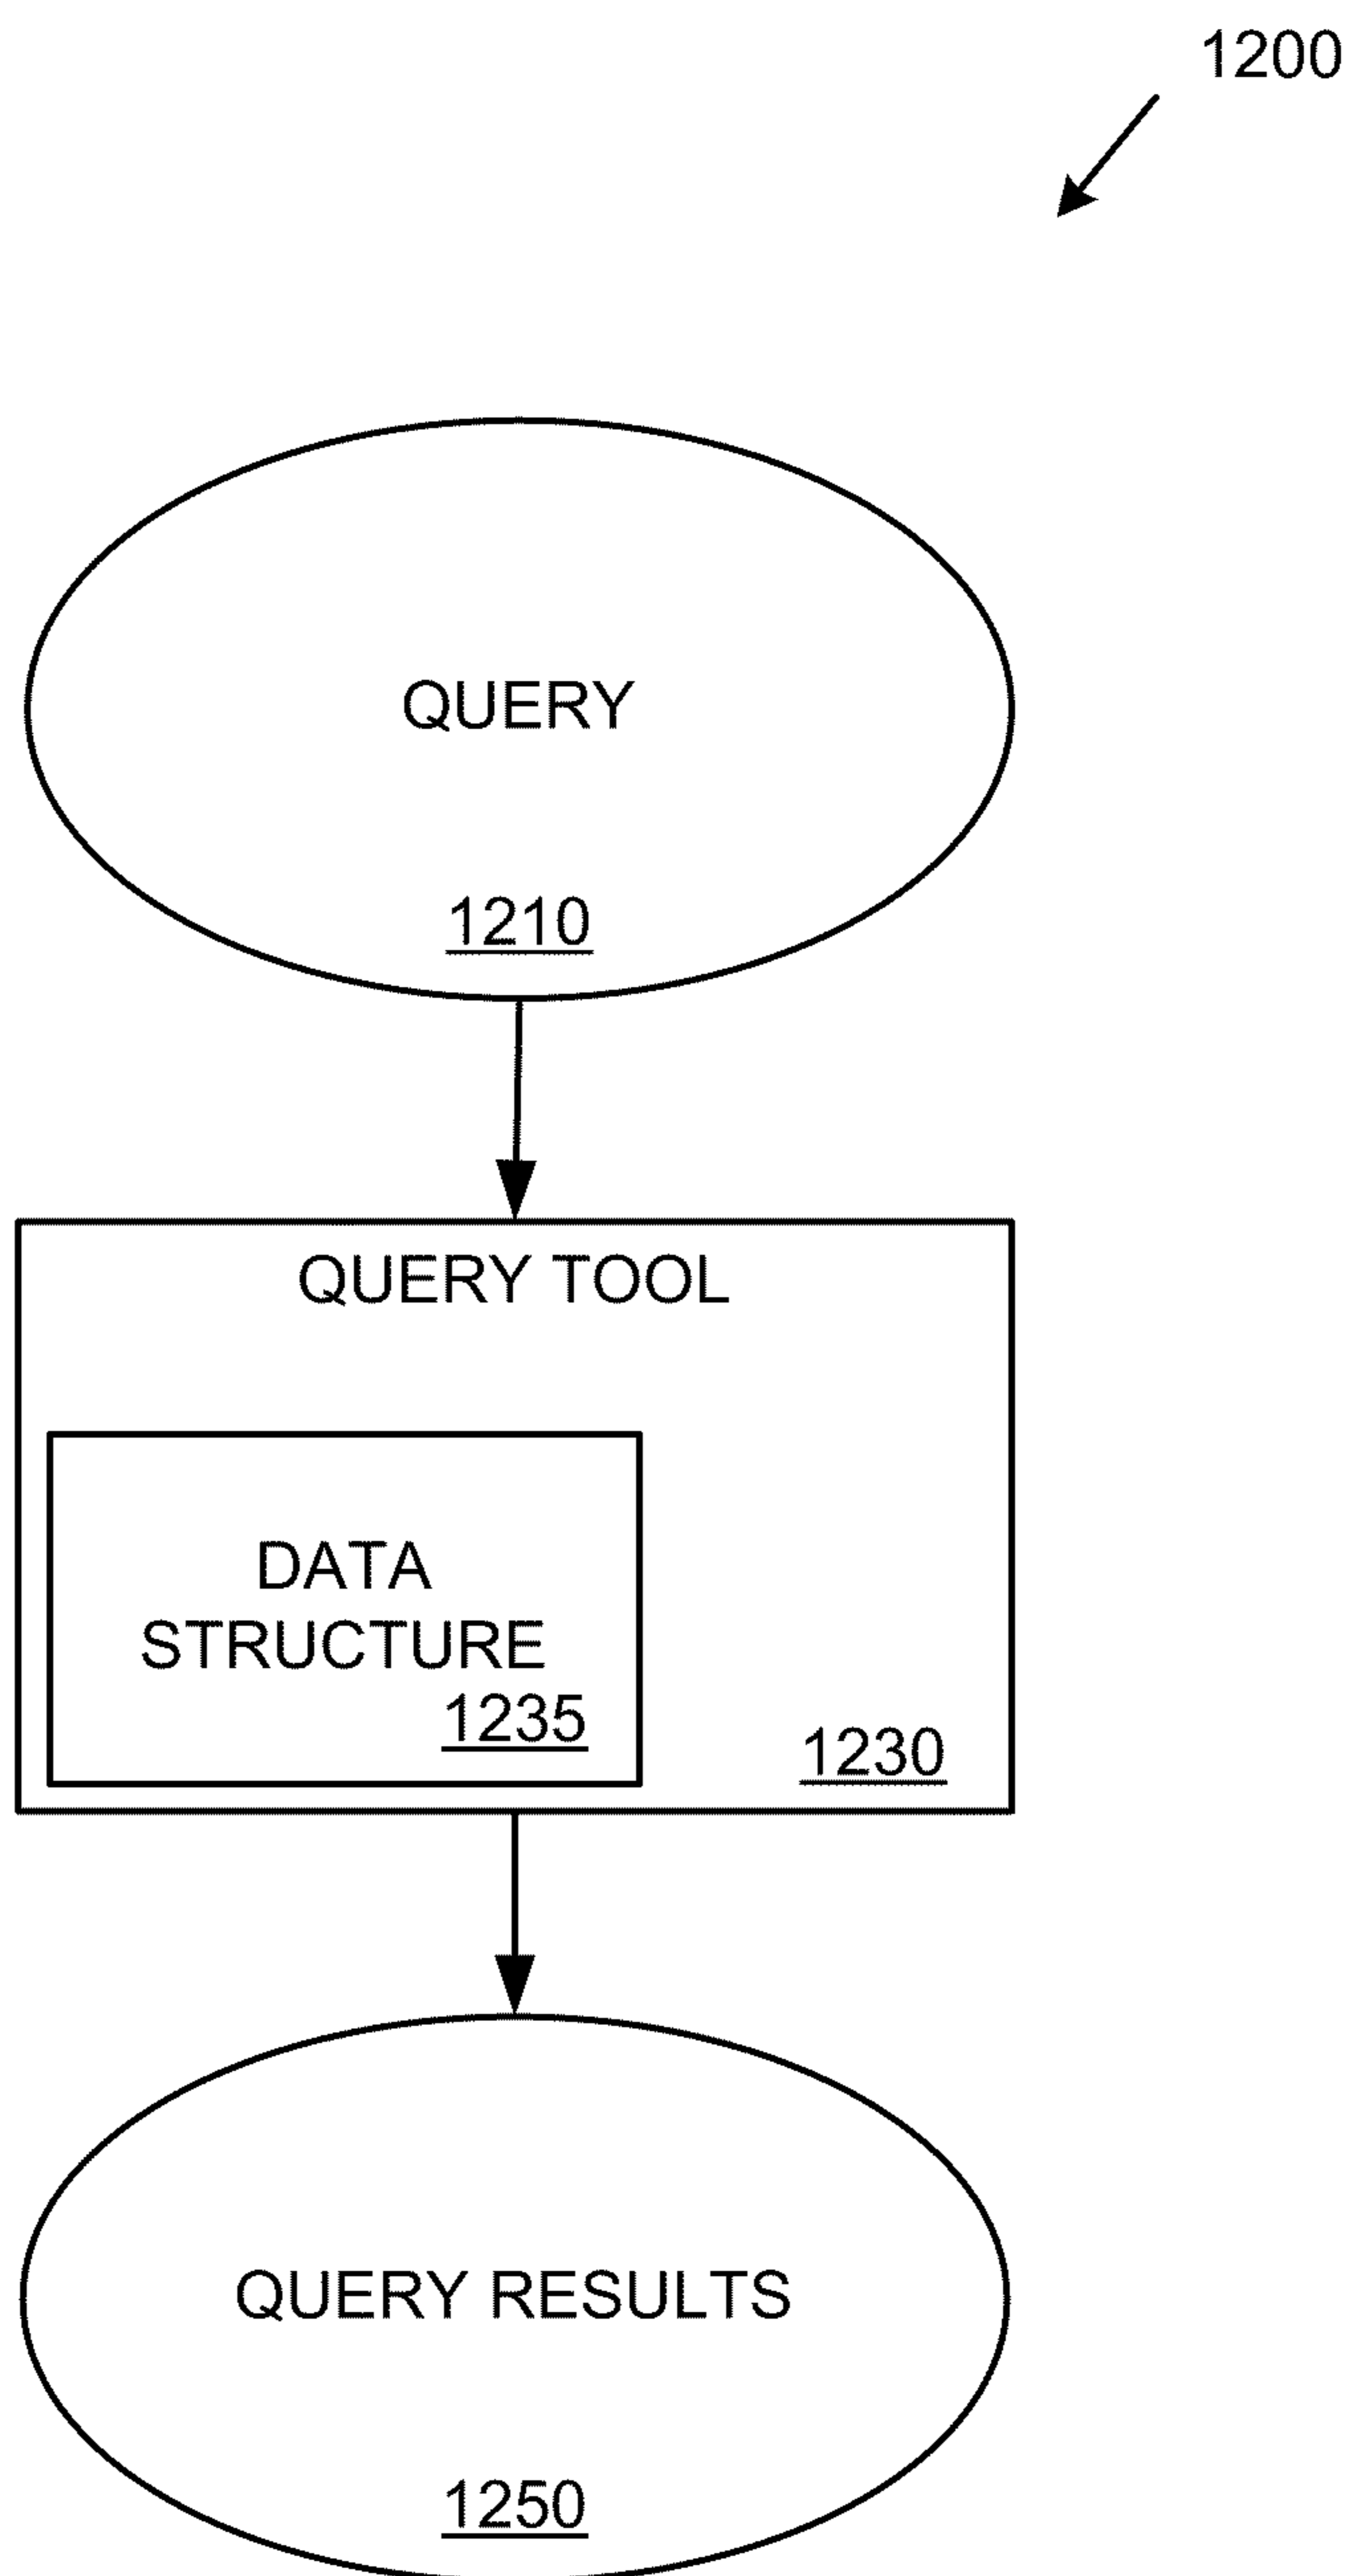 1200
QUERY
1210
QUERY TOOL
DATA
STRUCTURE
1235
1230
QUERY RESULTS
1250